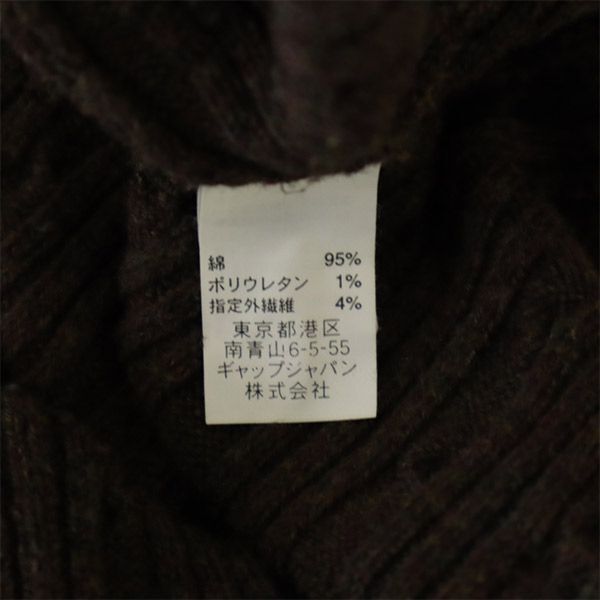 綿 95%
ポリウレタン 1%
指定外繊維 4%
東京都港区
南青山6-5-55
ギャップジャパン
株式会社